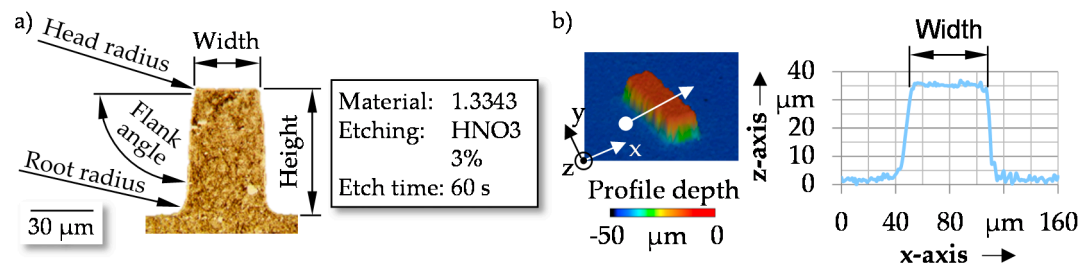 a)
Head radius
Width
Flank angle
Root radius
Height
30 μm
Material: 1.3343
Etching: HNO3
3%
Etch time: 60 s
b)
y
x
z
Profile depth
-50 μm 0
Width
40
μm
20
10
0
z-axis
0 40 80 μm 160
x-axis